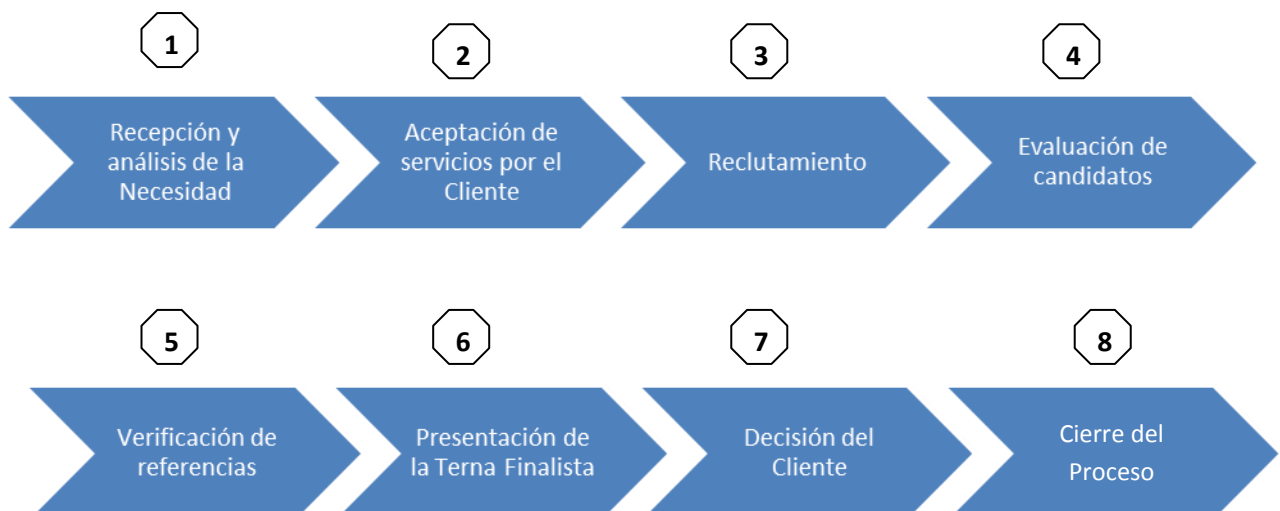 1
2
3
4
Recepción y
análisis de la
Necesidad
Aceptación de
servicios por el
Cliente
Reclutamiento
Evaluación de
candidatos
5
6
7
8
Verificación de
referencias
Presentación de
la Terna Finalista
Decisión del
Cliente
Cierre del
Proceso